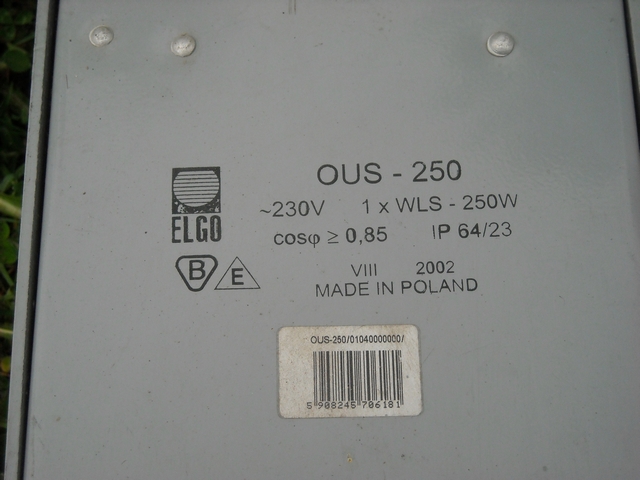 OUS - 250
~230V 1 x WLS - 250W
cosφ ≥ 0,85 IP 64/23
ELGO
B E
VIII 2002
MADE IN POLAND
OUS-250/01040000000/
5 908245 706181